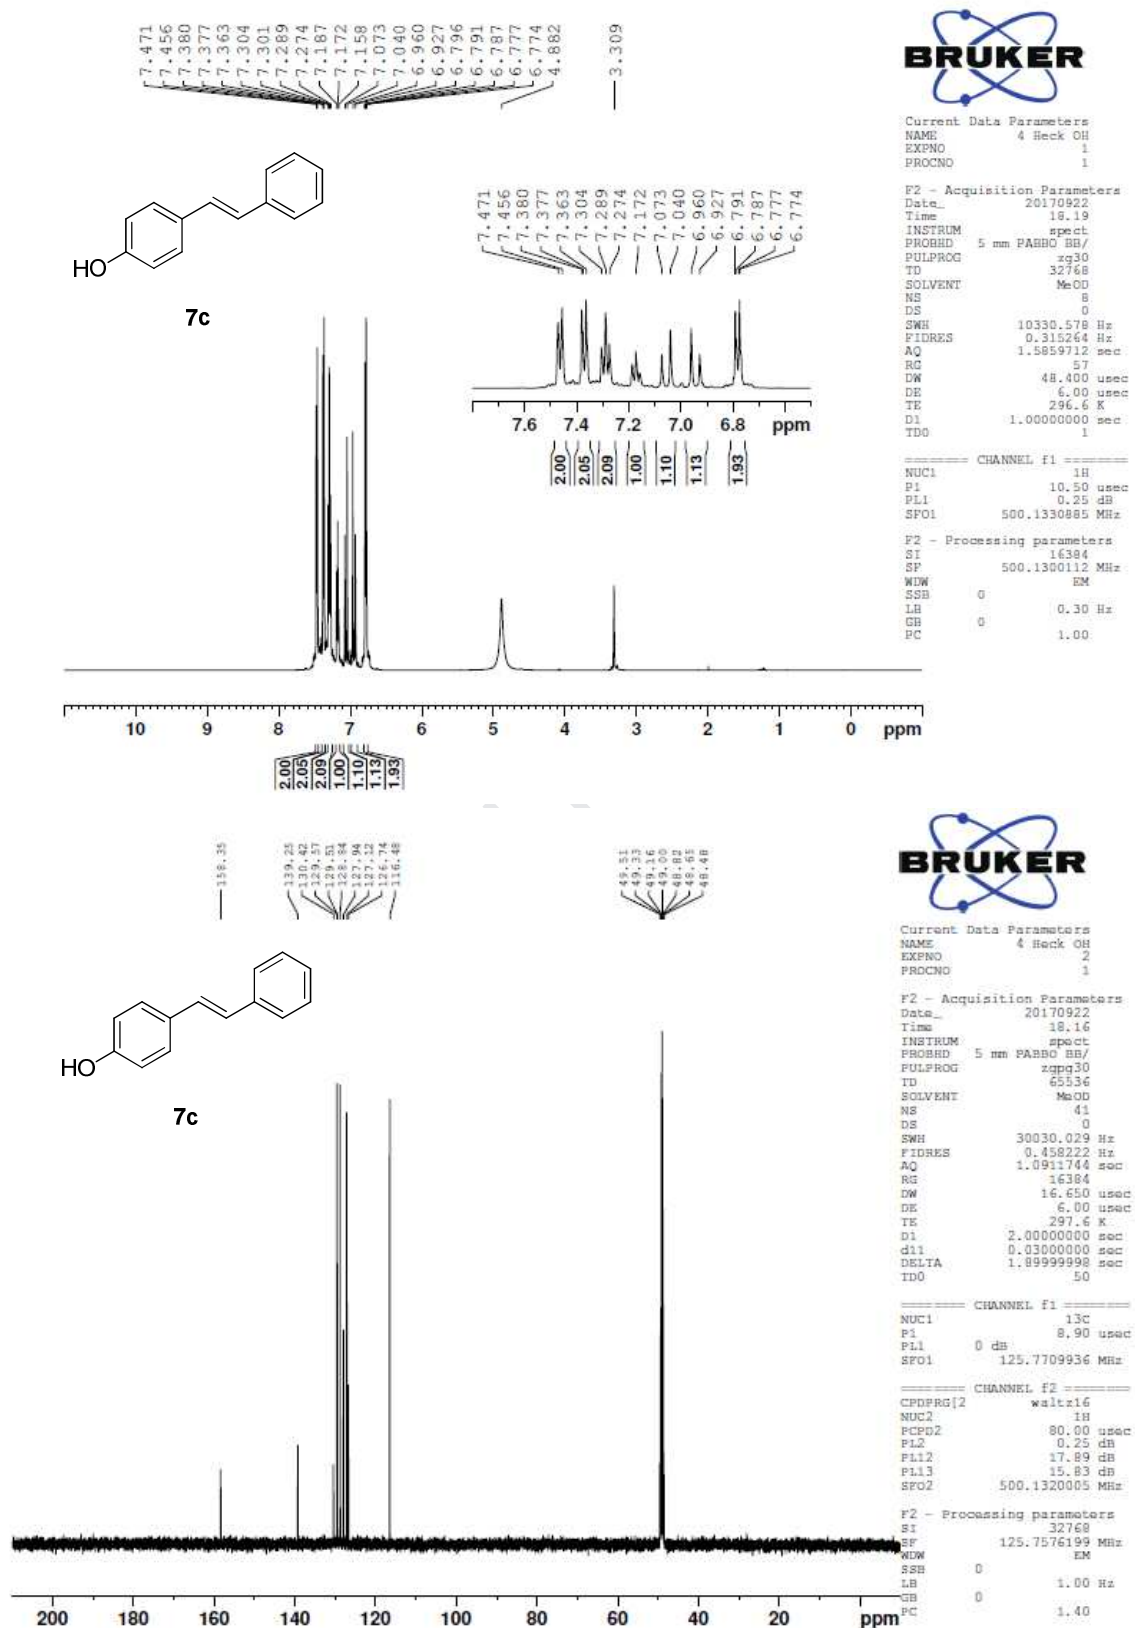 7.471
7.456
7.380
7.377
7.363
7.304
7.301
7.289
7.274
7.187
7.172
7.158
7.073
7.040
6.960
6.927
6.796
6.791
6.787
6.777
6.774
4.882
3.309
BRUKER
HO
7c
7.471
7.456
7.380
7.377
7.363
7.304
7.289
7.274
7.172
7.073
7.040
6.960
6.927
6.791
6.787
6.777
6.774
7.6 7.4 7.2 7.0 6.8 ppm
2.00 2.05 2.09 1.00 1.10 1.13 1.93
10 9 8 7 6 5 4 3 2 1 0 ppm
2.00 2.05 2.09 1.00 1.10 1.13 1.93
Current Data Parameters
NAME 4 Heck OH
EXPNO 1
PROCNO 1
F2 - Acquisition Parameters
Date_ 20170922
Time 18.19
INSTRUM spect
PROBHD 5 mm PABBO BB/
PULPROG zg30
TD 32768
SOLVENT MeOD
NS 8
DS 0
SWH 10330.578 Hz
FIDRES 0.315264 Hz
AQ 1.5859712 sec
RG 57
DW 48.400 usec
DE 6.00 usec
TE 296.6 K
D1 1.00000000 sec
TD0 1
======== CHANNEL f1 ========
NUC1 1H
P1 10.50 usec
PL1 0.25 dB
SFO1 500.1330885 MHz
F2 - Processing parameters
SI 16384
SF 500.1300112 MHz
WDW EM
SSB 0
LB 0.30 Hz
GB 0
PC 1.00
158.35
139.25
130.42
129.57
129.51
128.84
127.94
127.12
126.74
116.48
49.51
49.33
49.16
49.00
48.82
48.65
48.48
BRUKER
HO
7c
200 180 160 140 120 100 80 60 40 20 ppm
Current Data Parameters
NAME 4 Heck OH
EXPNO 2
PROCNO 1
F2 - Acquisition Parameters
Date_ 20170922
Time 18.16
INSTRUM spect
PROBHD 5 mm PABBO BB/
PULPROG zgpg30
TD 65536
SOLVENT MeOD
NS 41
DS 0
SWH 30030.029 Hz
FIDRES 0.458222 Hz
AQ 1.0911744 sec
RG 16384
DW 16.650 usec
DE 6.00 usec
TE 297.6 K
D1 2.00000000 sec
d11 0.03000000 sec
DELTA 1.89999998 sec
TD0 50
======== CHANNEL f1 ========
NUC1 13C
P1 8.90 usec
PL1 0 dB
SFO1 125.7709936 MHz
======== CHANNEL f2 ========
CPDPRG[2 waltz16
NUC2 1H
PCPD2 80.00 usec
PL2 0.25 dB
PL12 17.89 dB
PL13 15.83 dB
SFO2 500.1320005 MHz
F2 - Processing parameters
SI 32768
SF 125.7576199 MHz
WDW EM
SSB 0
LB 1.00 Hz
GB 0
PC 1.40